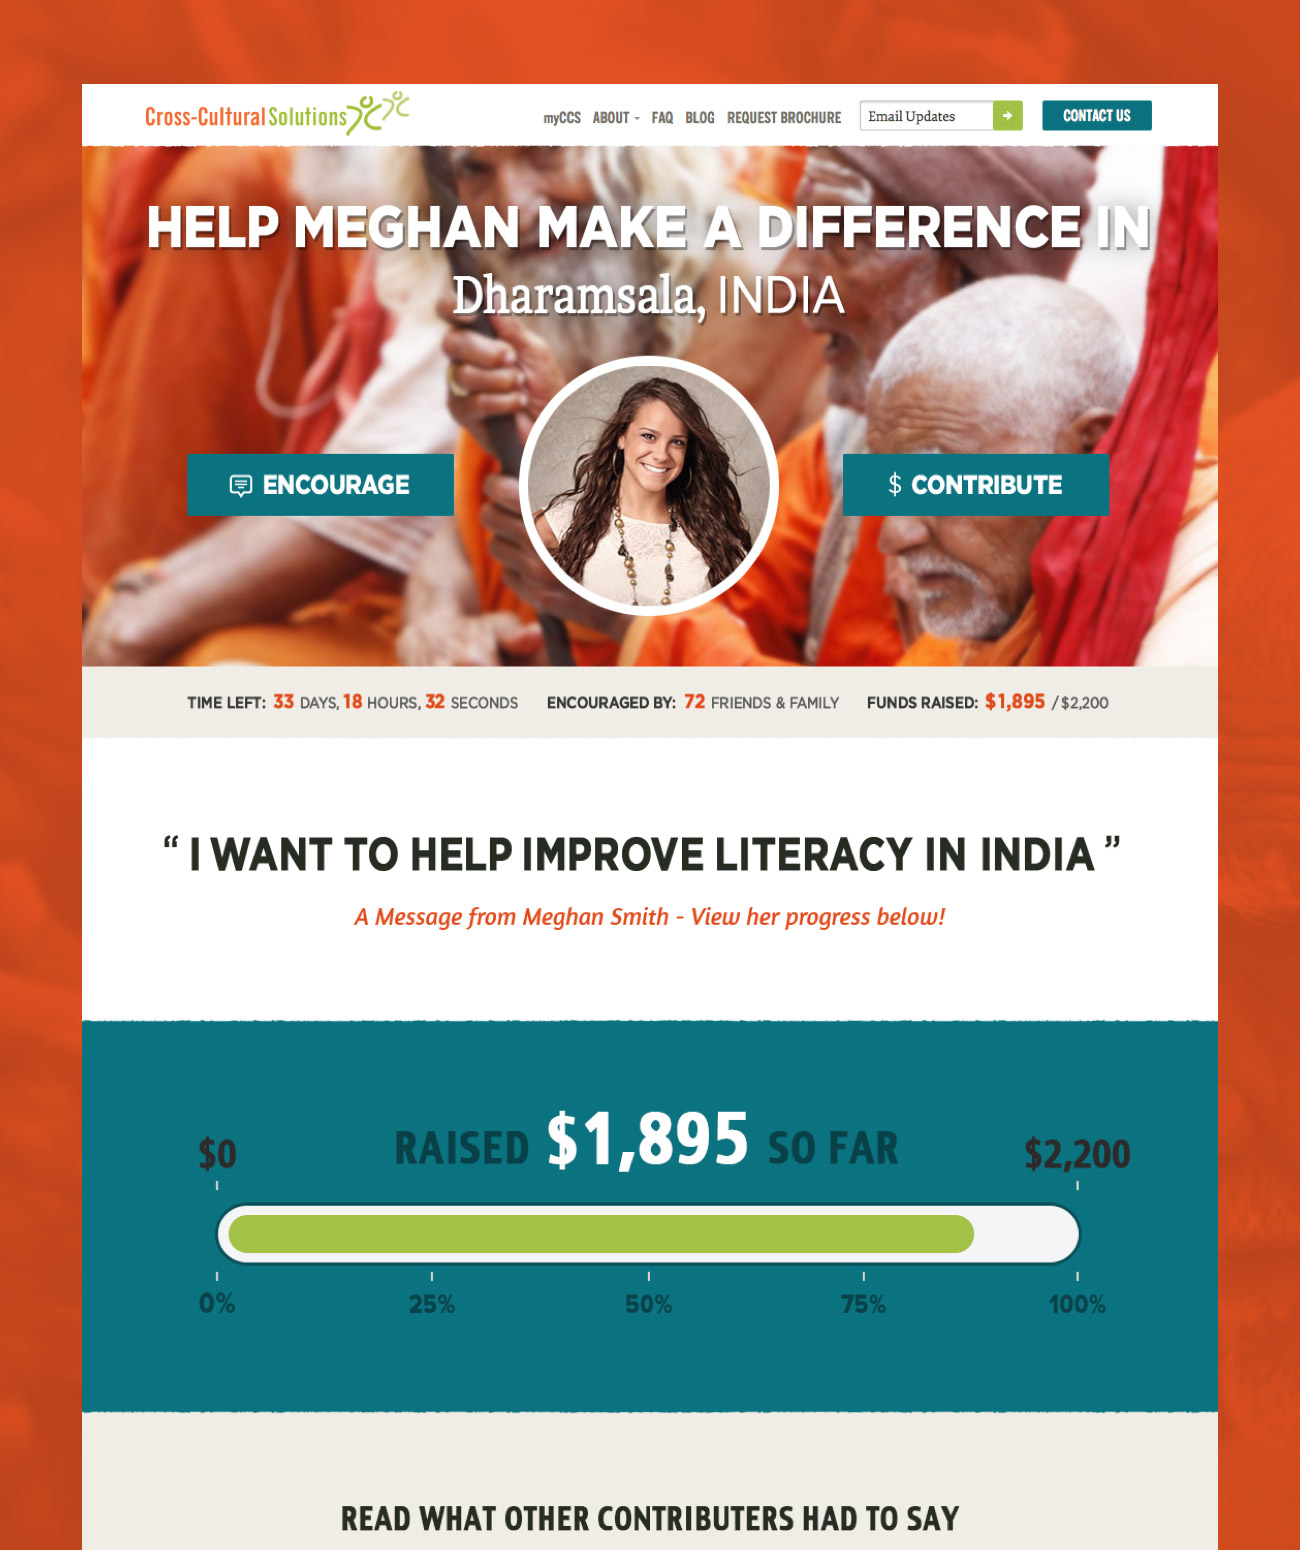 Cross-Cultural Solutions
myCCS ABOUT FAQ BLOG REQUEST BROCHURE Email Updates CONTACT US
HELP MEGHAN MAKE A DIFFERENCE IN
Dharamsala, INDIA
ENCOURAGE
$ CONTRIBUTE
TIME LEFT: 33 DAYS, 18 HOURS, 32 SECONDS ENCOURAGED BY: 72 FRIENDS & FAMILY FUNDS RAISED: $1,895 / $2,200
“ I WANT TO HELP IMPROVE LITERACY IN INDIA ”
A Message from Meghan Smith - View her progress below!
$0 RAISED $1,895 SO FAR $2,200
0% 25% 50% 75% 100%
READ WHAT OTHER CONTRIBUTERS HAD TO SAY